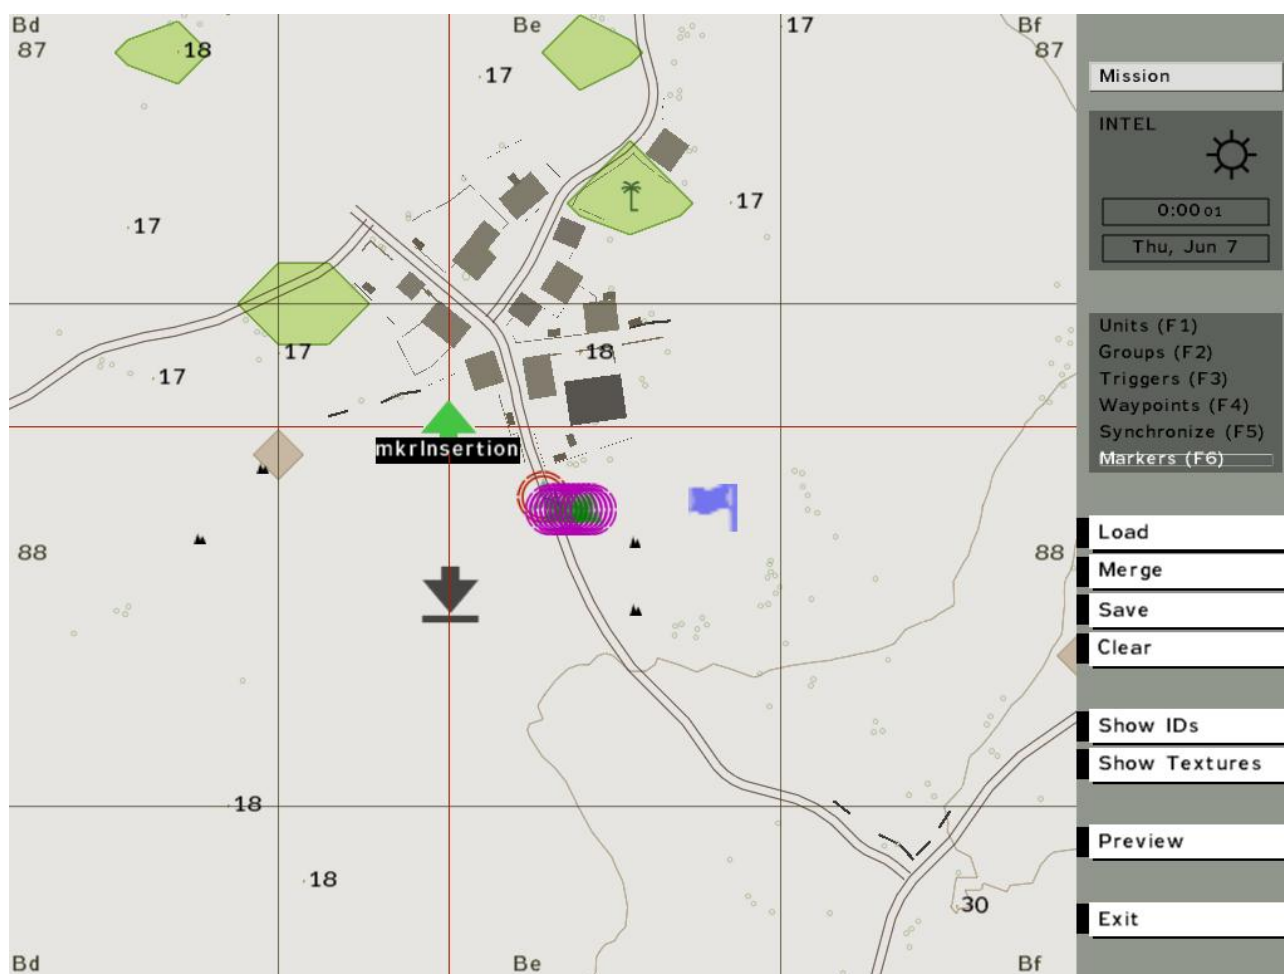 Bd
Be
17
Bf
87
18
87
17
17
17
17
18
17
mkrInsertion
88
88
18
18
30
Bd
Be
Bf
Mission
INTEL
0:00 01
Thu, Jun 7
Units (F1)
Groups (F2)
Triggers (F3)
Waypoints (F4)
Synchronize (F5)
Markers (F6)
Load
Merge
Save
Clear
Show IDs
Show Textures
Preview
Exit